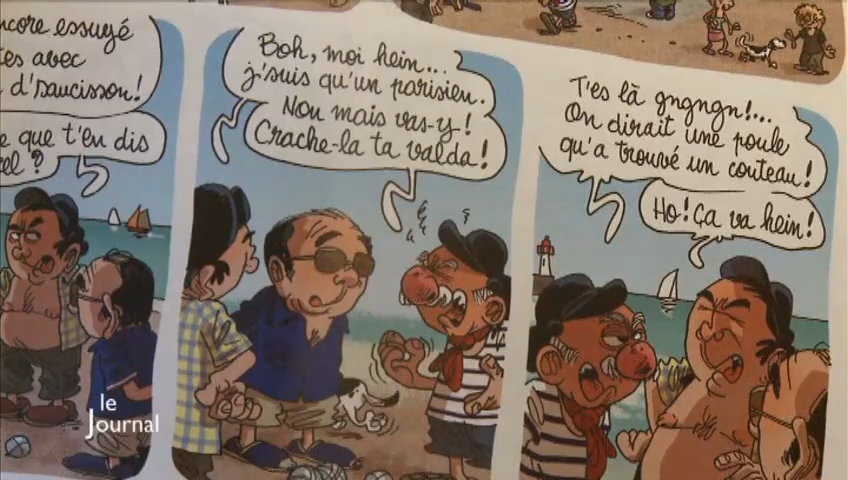 ncore essuyé
tes avec
d'saucisson!
e que t'en dis
cel?
Boh, moi hein...
j'suis qu'un parisien.
Non mais vas-y!
Crache-la ta valda!
T'es là gngngn!...
On dirait une poule
qu'a trouvé un couteau!
Ho! Ça va hein!
le
Journal